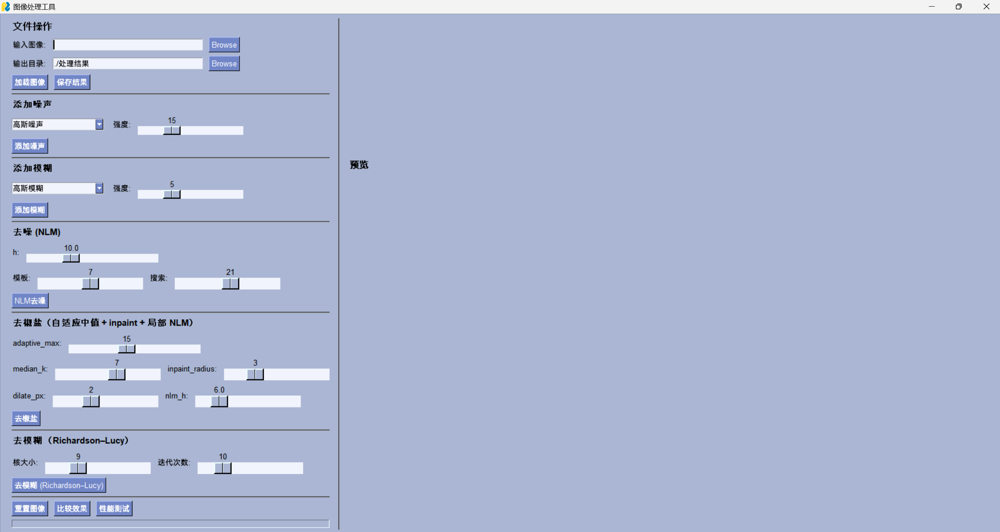 图像处理工具
文件操作
输入图像: Browse
输出目录: ./处理结果 Browse
加载图像 保存结果
添加噪声
15
高斯噪声 强度:
添加噪声
添加模糊
预览
5
高斯模糊 强度:
添加模糊
去噪 (NLM)
10.0
h:
7 21
模板: 搜索:
NLM去噪
去椒盐（自适应中值 + inpaint + 局部 NLM）
15
adaptive_max:
7 3
median_k: inpaint_radius:
2 6.0
dilate_px: nlm_h:
去椒盐
去模糊（Richardson–Lucy）
9 10
核大小: 迭代次数:
去模糊 (Richardson–Lucy)
重置图像 比较效果 性能测试